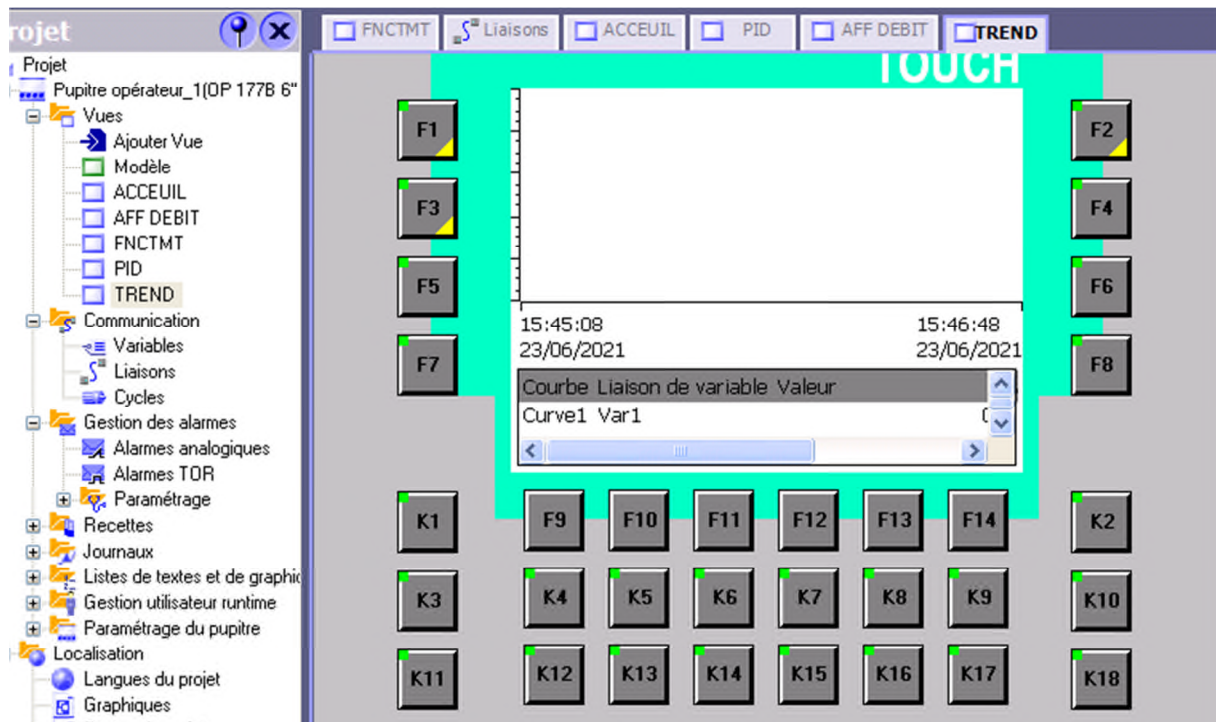 rojet
FNCTMT
Liaisons
ACCEUIL
PID
AFF DEBIT
TREND
Projet
Pupitre opérateur_1(OP 177B 6"
Vues
Ajouter Vue
Modèle
ACCEUIL
AFF DEBIT
FNCTMT
PID
TREND
Communication
Variables
Liaisons
Cycles
Gestion des alarmes
Alarmes analogiques
Alarmes TOR
Paramétrage
Recettes
Journaux
Listes de textes et de graphi
Gestion utilisateur runtime
Paramétrage du pupitre
Localisation
Langues du projet
Graphiques
TOUCH
F1
F2
F3
F4
F5
F6
F7
F8
15:45:08
15:46:48
23/06/2021
23/06/2021
Courbe Liaison de variable Valeur
Curve1 Var1
K1
F9
F10
F11
F12
F13
F14
K2
K3
K4
K5
K6
K7
K8
K9
K10
K11
K12
K13
K14
K15
K16
K17
K18